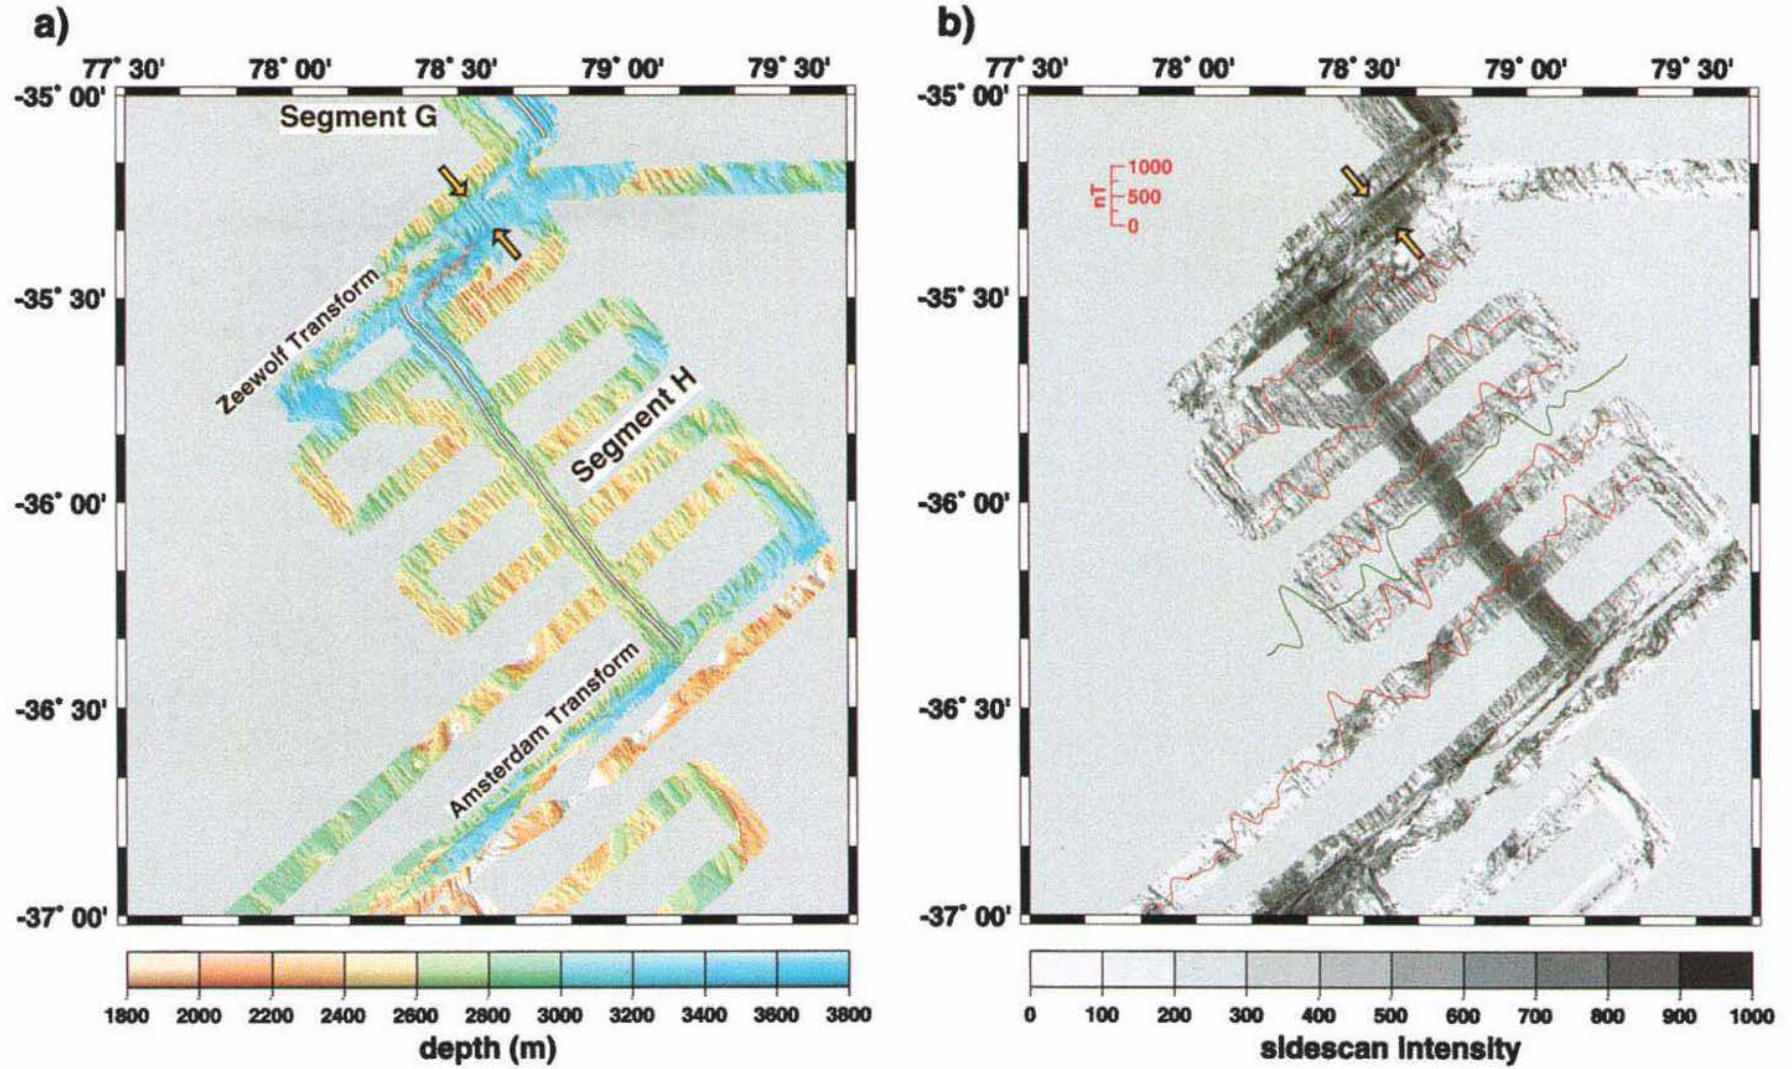 a)
77° 30' 78° 00' 78° 30' 79° 00' 79° 30'
-35° 00'
-35° 30'
-36° 00'
-36° 30'
-37° 00'
Segment G
Zeewolf Transform
Segment H
Amsterdam Transform
1800 2000 2200 2400 2600 2800 3000 3200 3400 3600 3800
depth (m)
b)
77° 30' 78° 00' 78° 30' 79° 00' 79° 30'
-35° 00'
-35° 30'
-36° 00'
-36° 30'
-37° 00'
1000
nT 500
0
0 100 200 300 400 500 600 700 800 900 1000
sidescan intensity